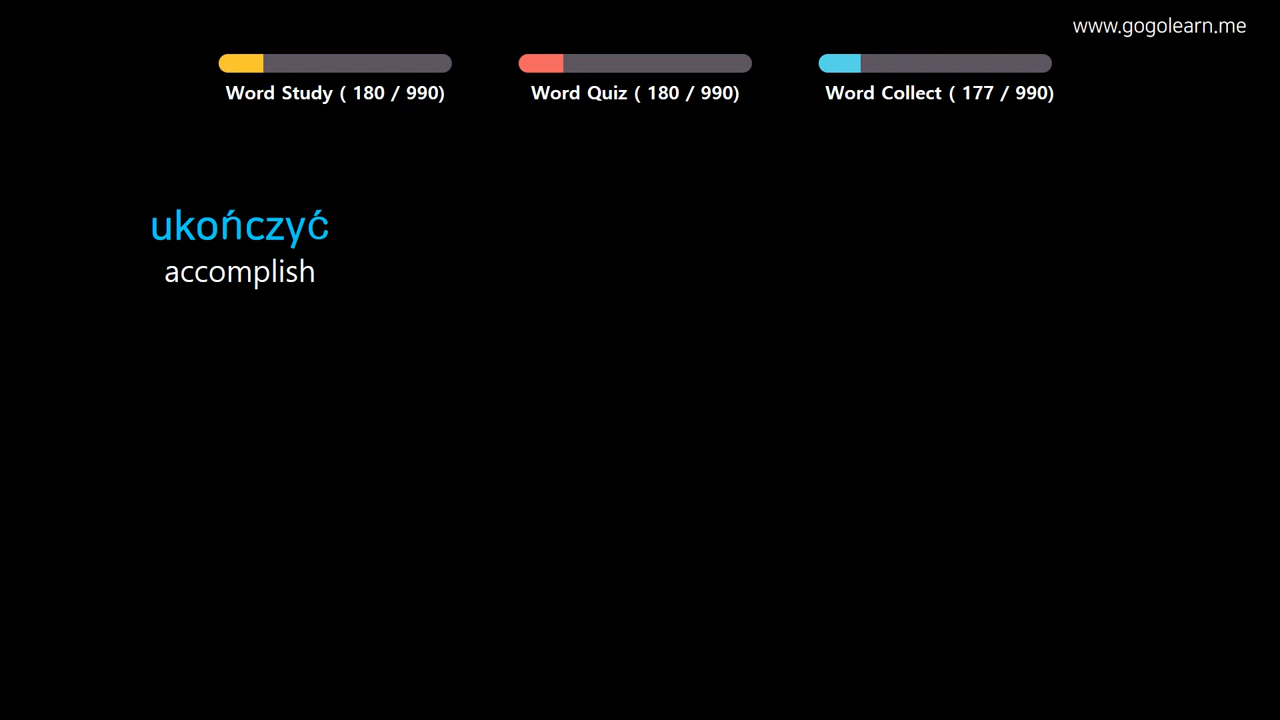 www.gogolearn.me
Word Study ( 180 / 990)
Word Quiz ( 180 / 990)
Word Collect ( 177 / 990)
ukończyć
accomplish